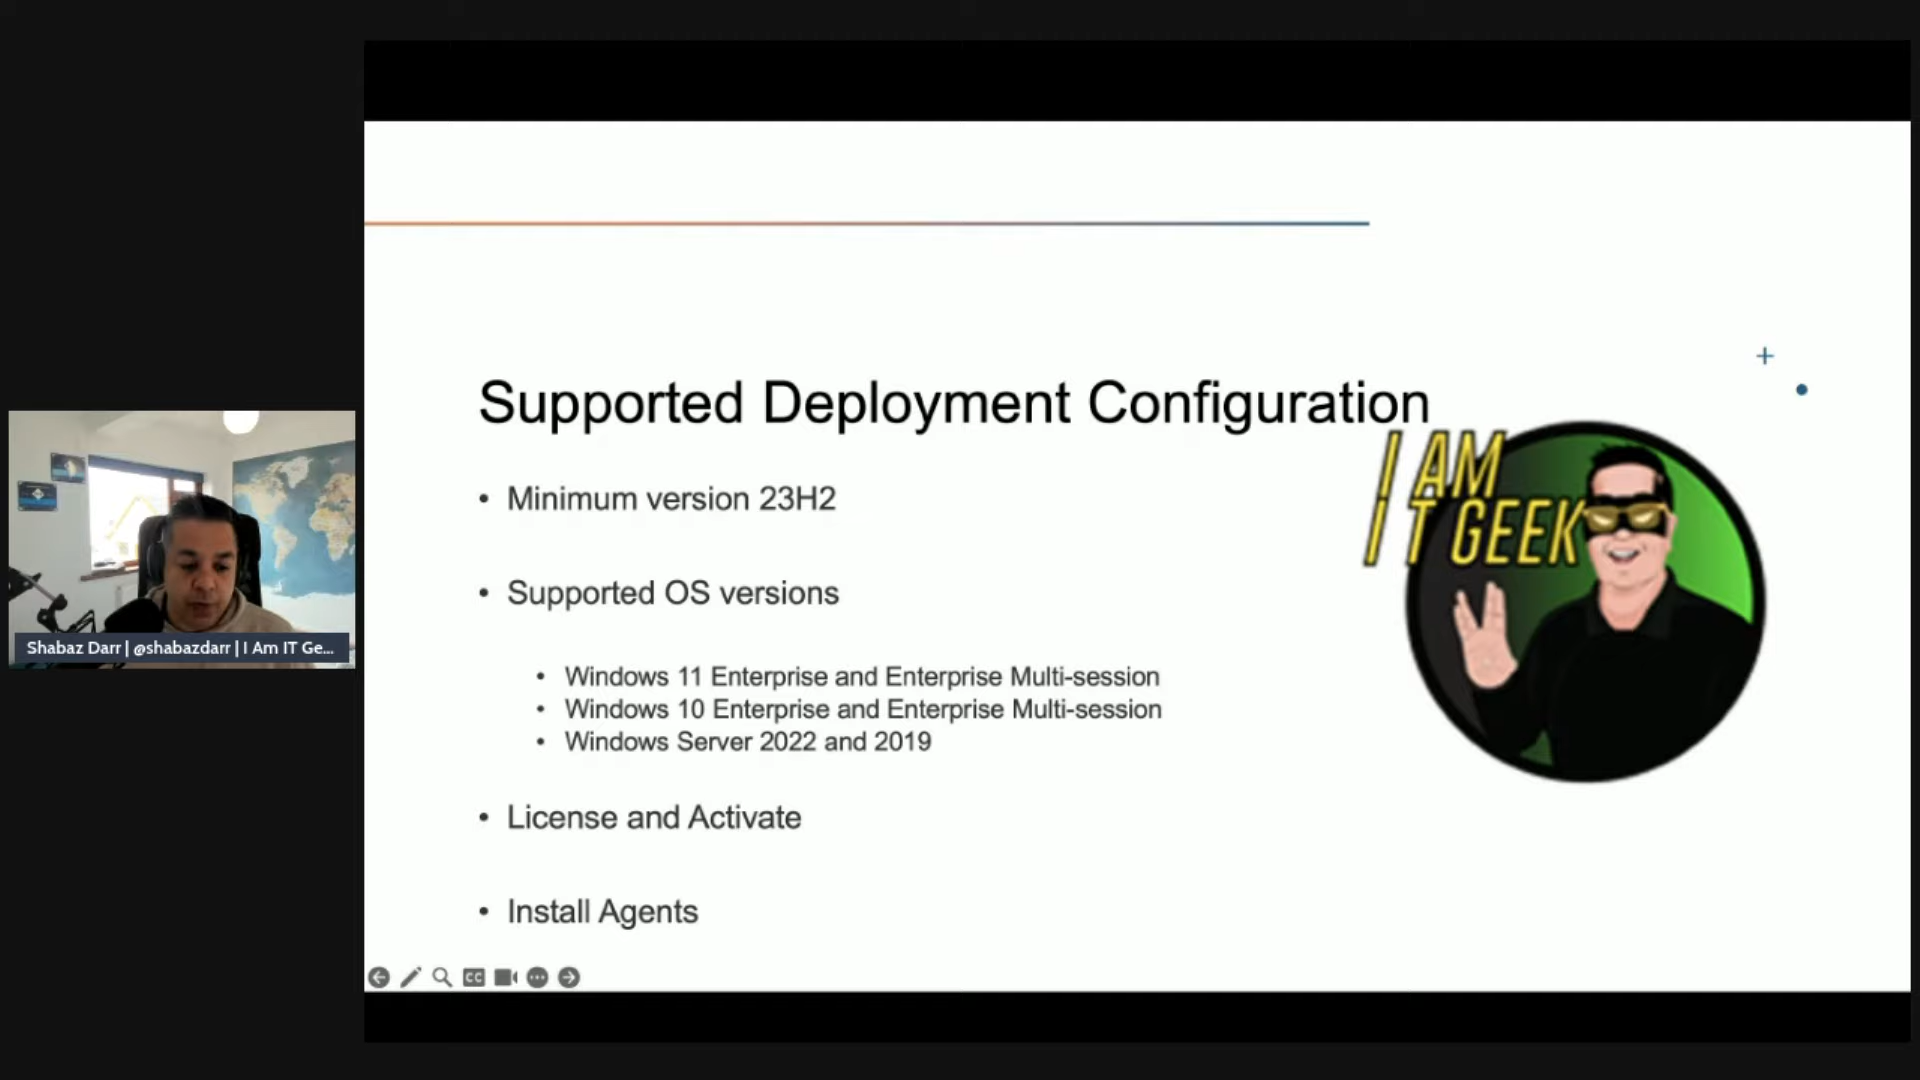 Supported Deployment Configuration
I AM
IT GEEK
• Minimum version 23H2
• Supported OS versions
• Windows 11 Enterprise and Enterprise Multi-session
• Windows 10 Enterprise and Enterprise Multi-session
• Windows Server 2022 and 2019
• License and Activate
• Install Agents
Shabaz Darr | @shabazdarr | I Am IT Ge...
CC